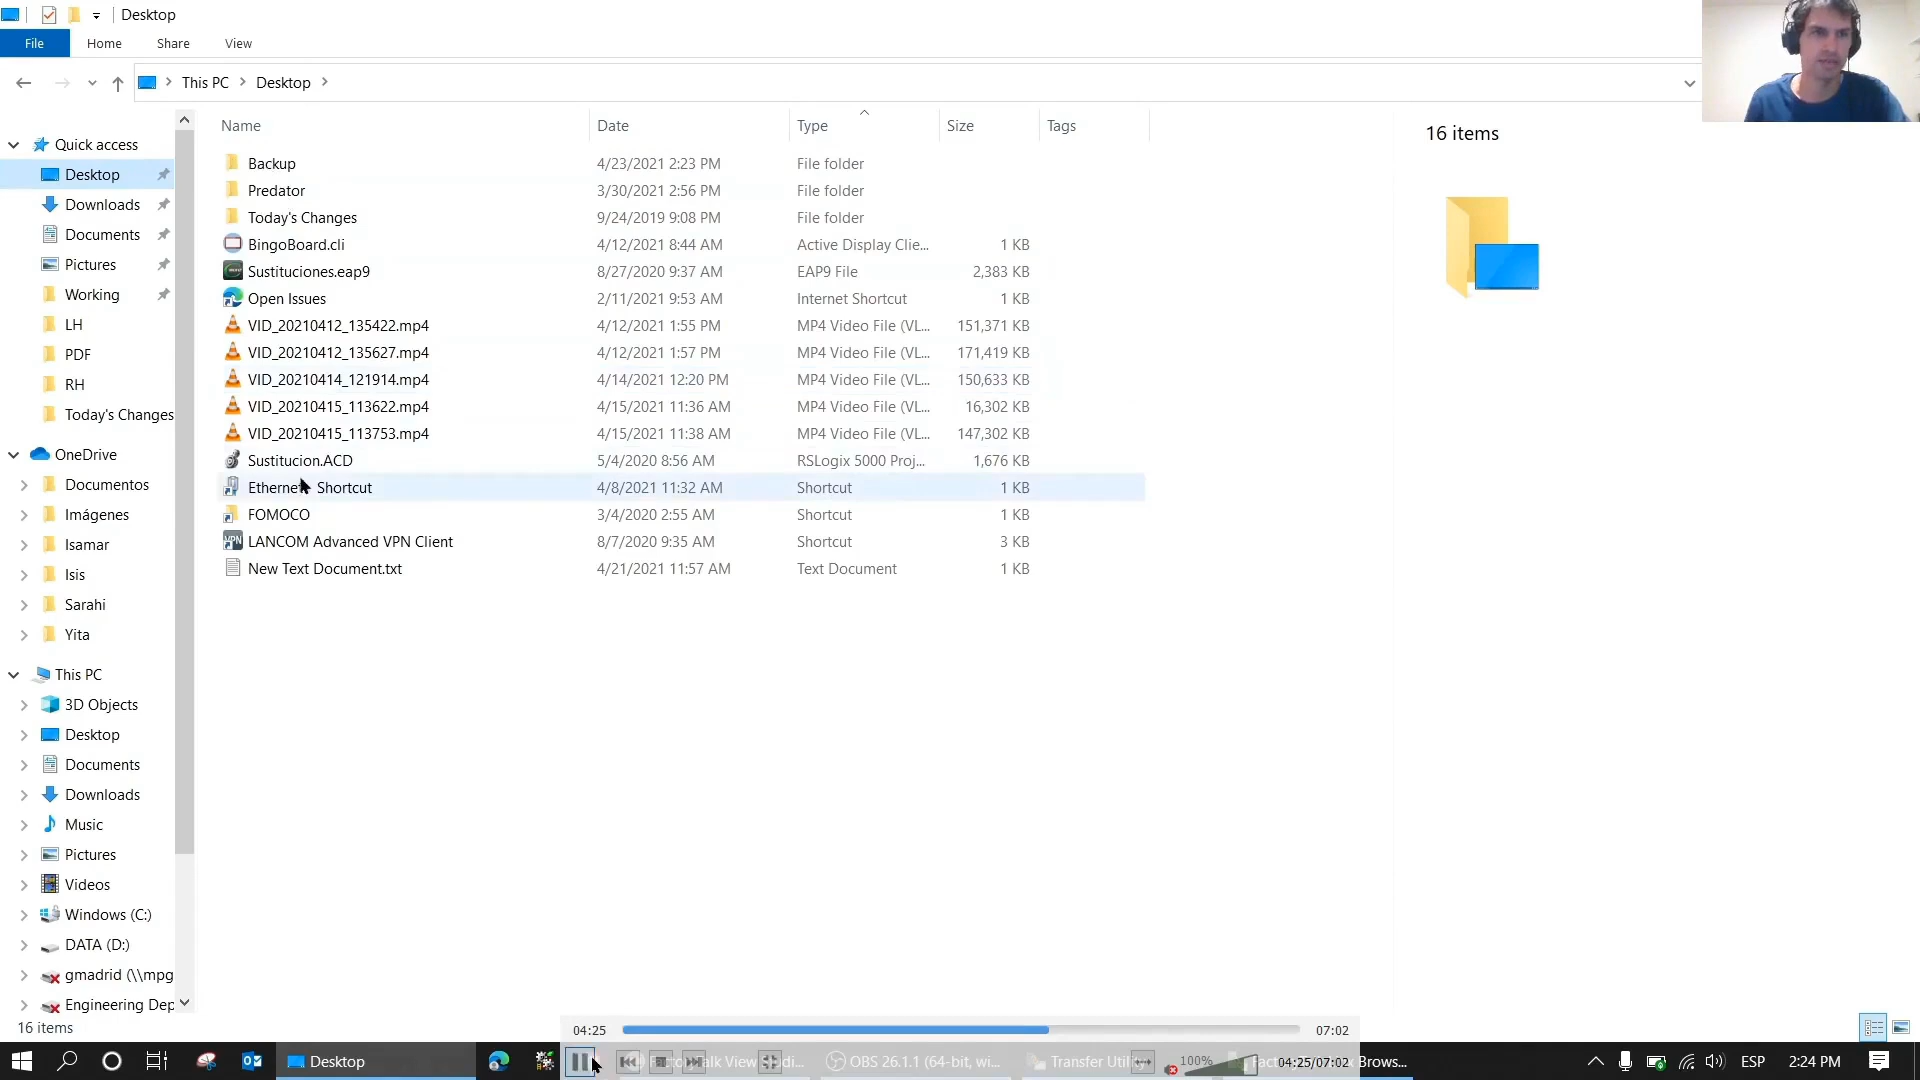 Desktop
File Home Share View
This PC Desktop
Name Date Type Size Tags
16 items
Backup 4/23/2021 2:23 PM File folder
Predator 3/30/2021 2:56 PM File folder
Today's Changes 9/24/2019 9:08 PM File folder
BingoBoard.cli 4/12/2021 8:44 AM Active Display Clie... 1 KB
Sustituciones.eap9 8/27/2020 9:37 AM EAP9 File 2,383 KB
Open Issues 2/11/2021 9:53 AM Internet Shortcut 1 KB
VID_20210412_135422.mp4 4/12/2021 1:55 PM MP4 Video File (VL... 151,371 KB
VID_20210412_135627.mp4 4/12/2021 1:57 PM MP4 Video File (VL... 171,419 KB
VID_20210414_121914.mp4 4/14/2021 12:20 PM MP4 Video File (VL... 150,633 KB
VID_20210415_113622.mp4 4/15/2021 11:36 AM MP4 Video File (VL... 16,302 KB
VID_20210415_113753.mp4 4/15/2021 11:38 AM MP4 Video File (VL... 147,302 KB
Sustitucion.ACD 5/4/2020 8:56 AM RSLogix 5000 Proj... 1,676 KB
Ethernet Shortcut 4/8/2021 11:32 AM Shortcut 1 KB
FOMOCO 3/4/2020 2:55 AM Shortcut 1 KB
LANCOM Advanced VPN Client 8/7/2020 9:35 AM Shortcut 3 KB
New Text Document.txt 4/21/2021 11:57 AM Text Document 1 KB
Quick access
Desktop
Downloads
Documents
Pictures
Working
LH
PDF
RH
Today's Changes
OneDrive
Documentos
Imágenes
Isamar
Isis
Sarahi
Yita
This PC
3D Objects
Desktop
Documents
Downloads
Music
Pictures
Videos
Windows (C:)
DATA (D:)
gmadrid (\\mpg
Engineering Dep
16 items
04:25 07:02
Desktop
OBS 26.1.1 (64-bit, wi...
Transfer
100%
04:25/07:02
Brows...
ESP 2:24 PM